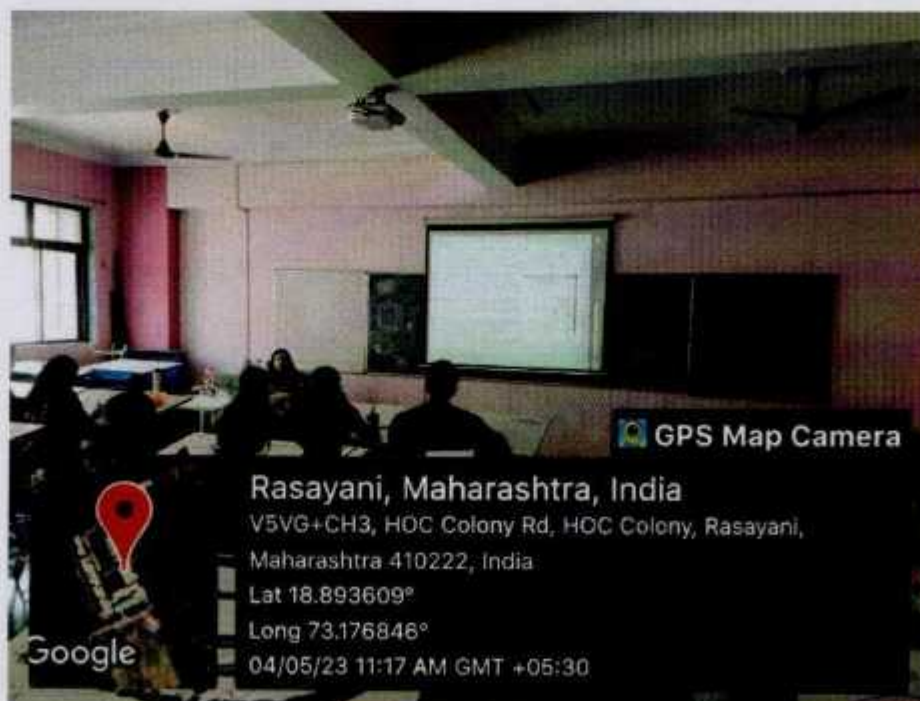 GPS Map Camera
Rasayani, Maharashtra, India
V5VG+CH3, HOC Colony Rd, HOC Colony, Rasayani,
Maharashtra 410222, India
Lat 18.893609°
Long 73.176846°
04/05/23 11:17 AM GMT +05:30
Google